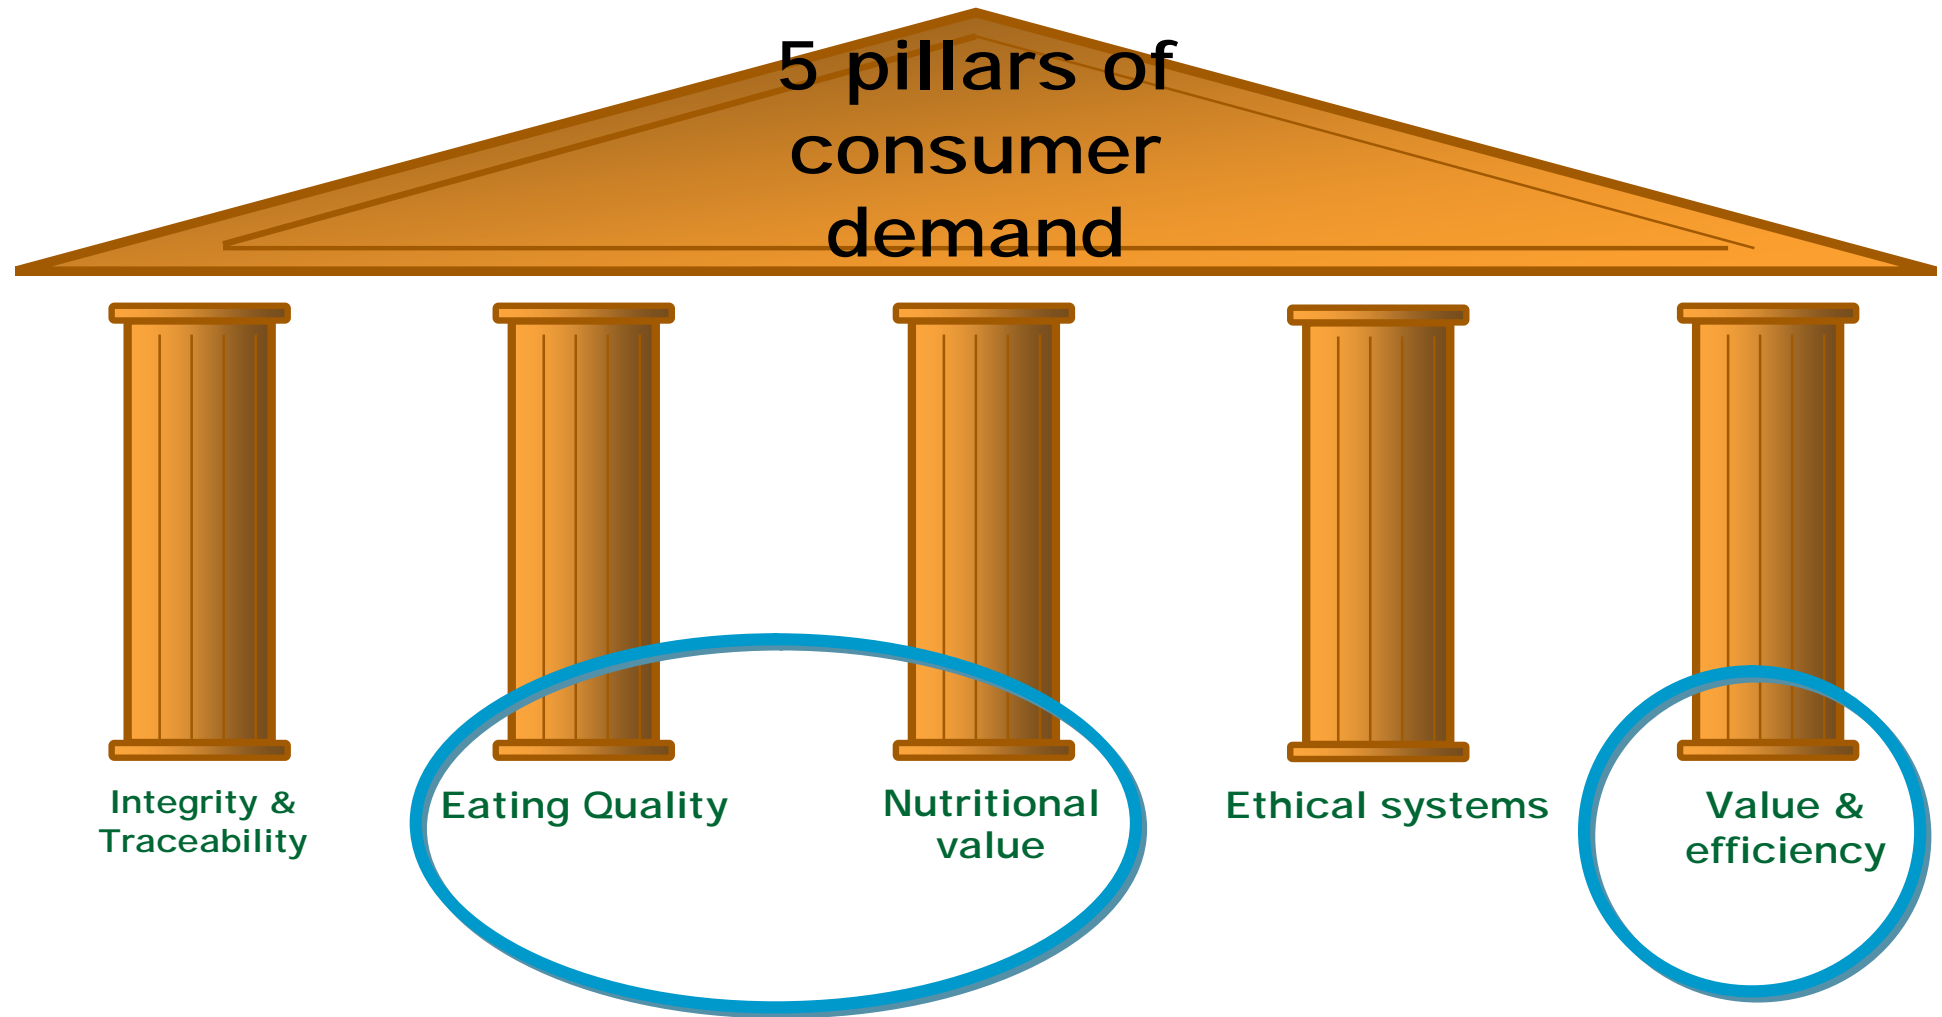 5 pillars of
consumer
demand
Integrity &
Traceability
Eating Quality
Nutritional
value
Ethical systems
Value &
efficiency